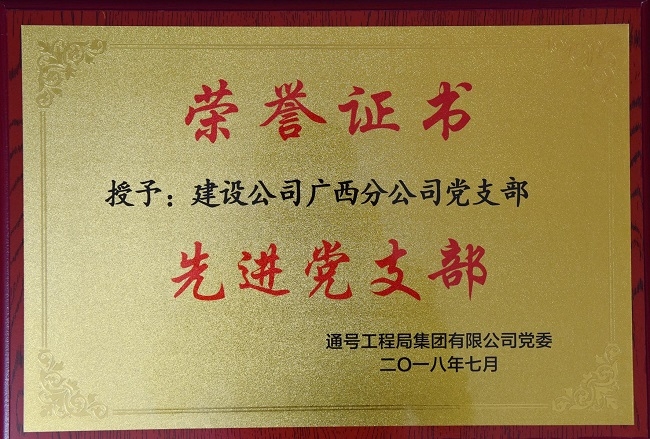 荣誉证书
授予：建设公司广西分公司党支部
先进党支部
通号工程局集团有限公司党委
二〇一八年七月